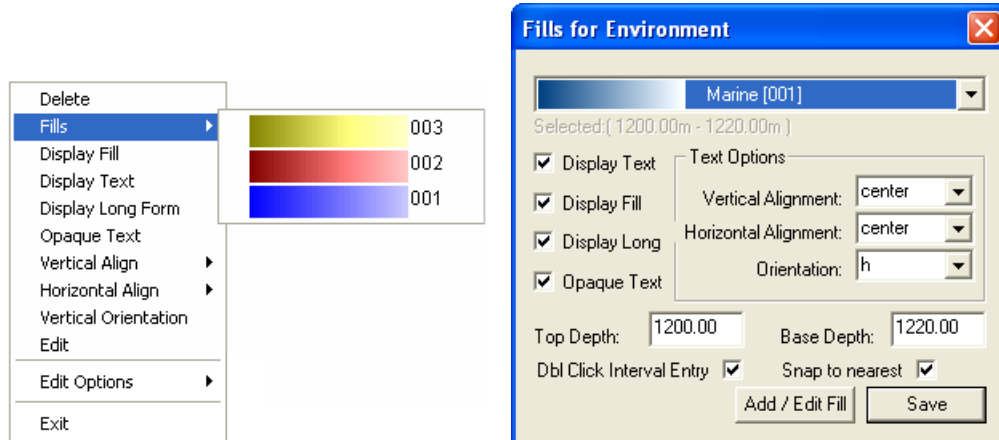 Delete
Fills
Display Fill
Display Text
Display Long Form
Opaque Text
Vertical Align
Horizontal Align
Vertical Orientation
Edit
Edit Options
Exit
003
002
001
Fills for Environment
Marine [001]
Selected:( 1200.00m - 1220.00m )
Display Text
Display Fill
Display Long
Opaque Text
Text Options
Vertical Alignment: center
Horizontal Alignment: center
Orientation: h
Top Depth: 1200.00 Base Depth: 1220.00
Dbl Click Interval Entry Snap to nearest
Add / Edit Fill Save